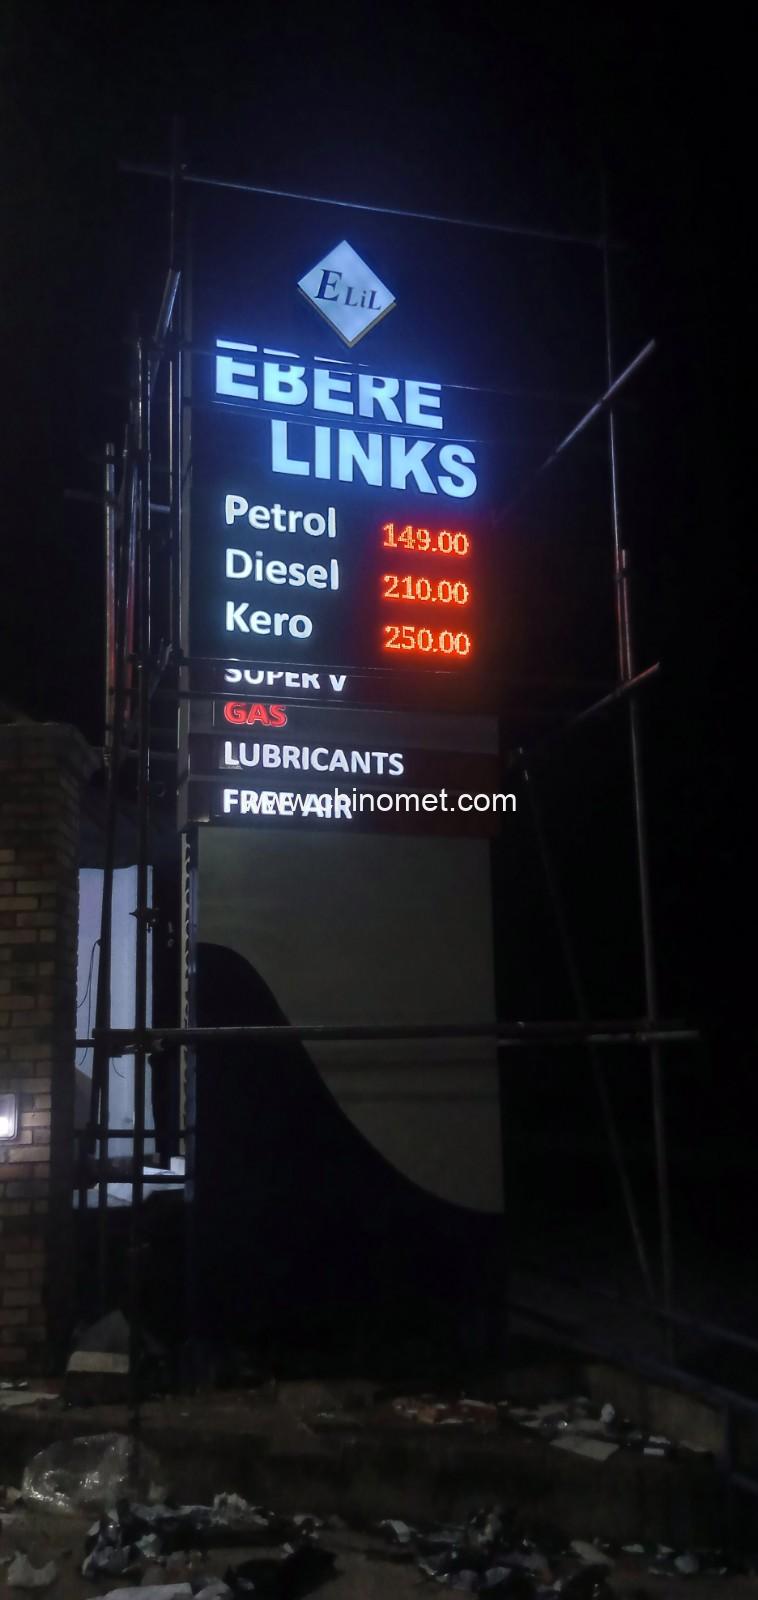 ELiL
EBERE
LINKS
Petrol 149.00
Diesel 210.00
Kero 250.00
SUPER V
GAS
LUBRICANTS
FREE AIR
www.chinomet.com